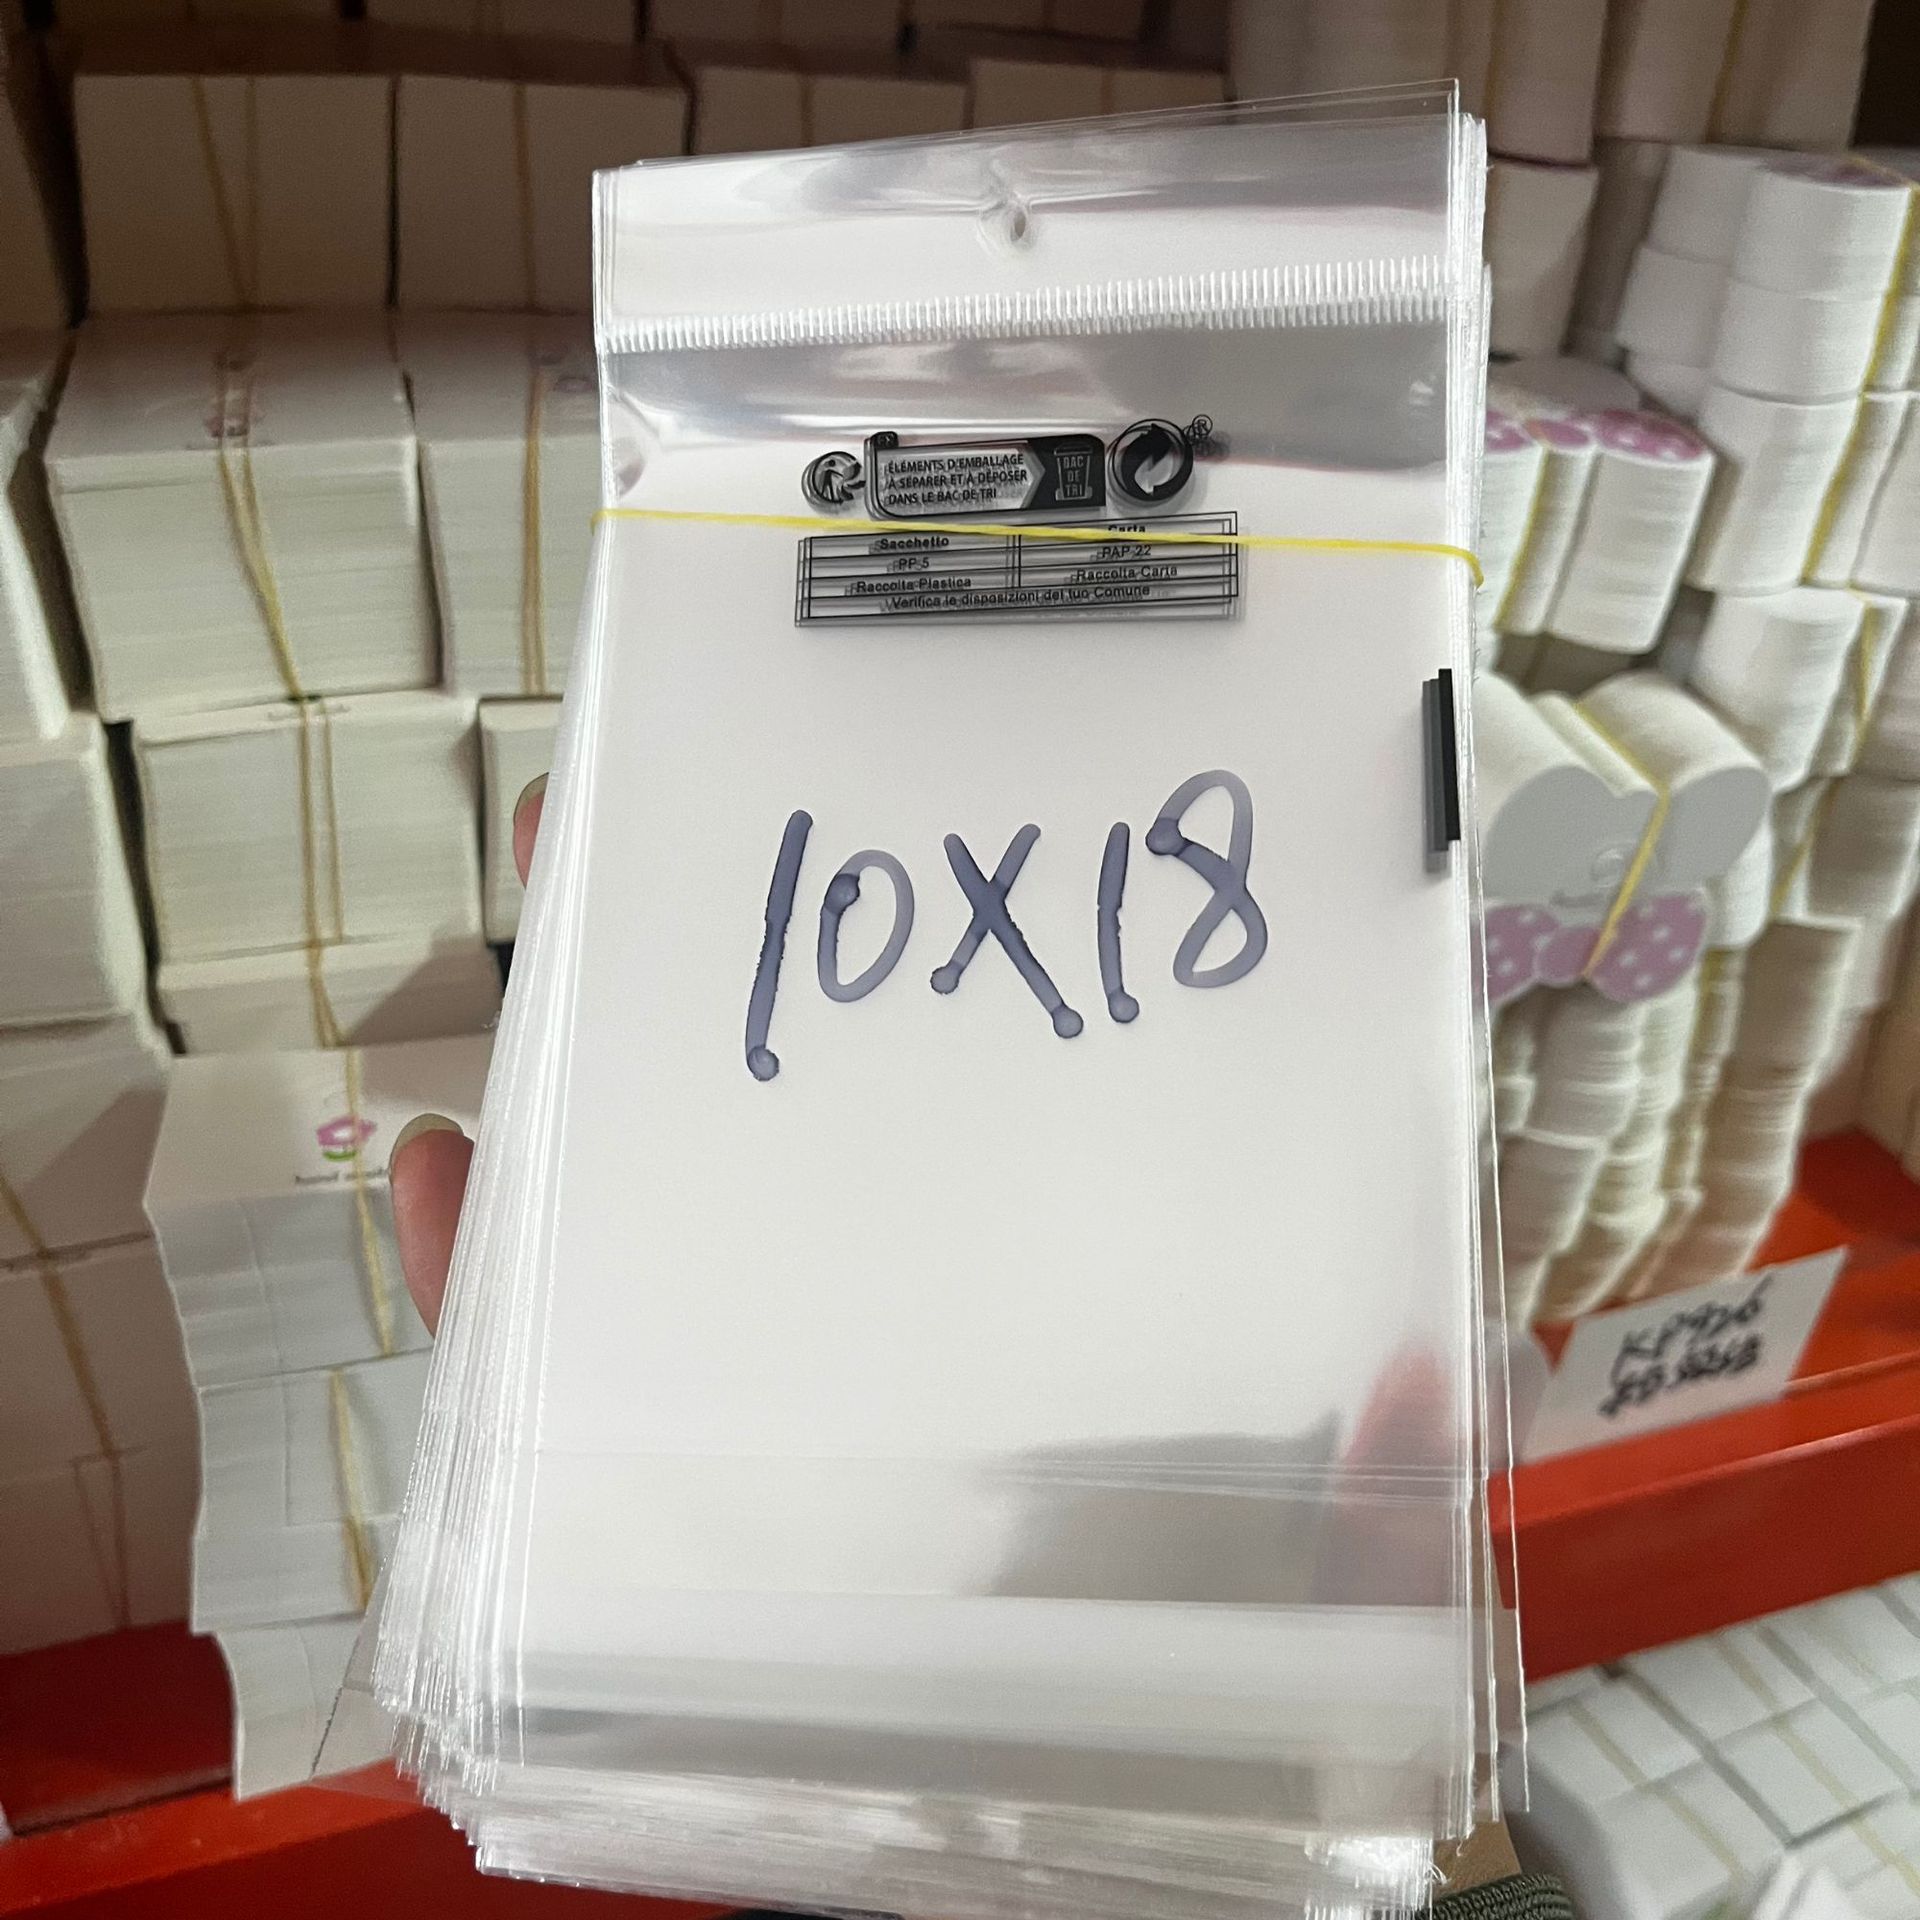 FR
ÉLÉMENTS D'EMBALLAGE
À SÉPARER ET À DÉPOSER
DANS LE BAC DE TRI
BAC
DE
TRI
®
Sacchetto Carta
PP 5 PAP 22
Raccolta Plastica Raccolta Carta
Verifica le disposizioni del tuo Comune
10X18